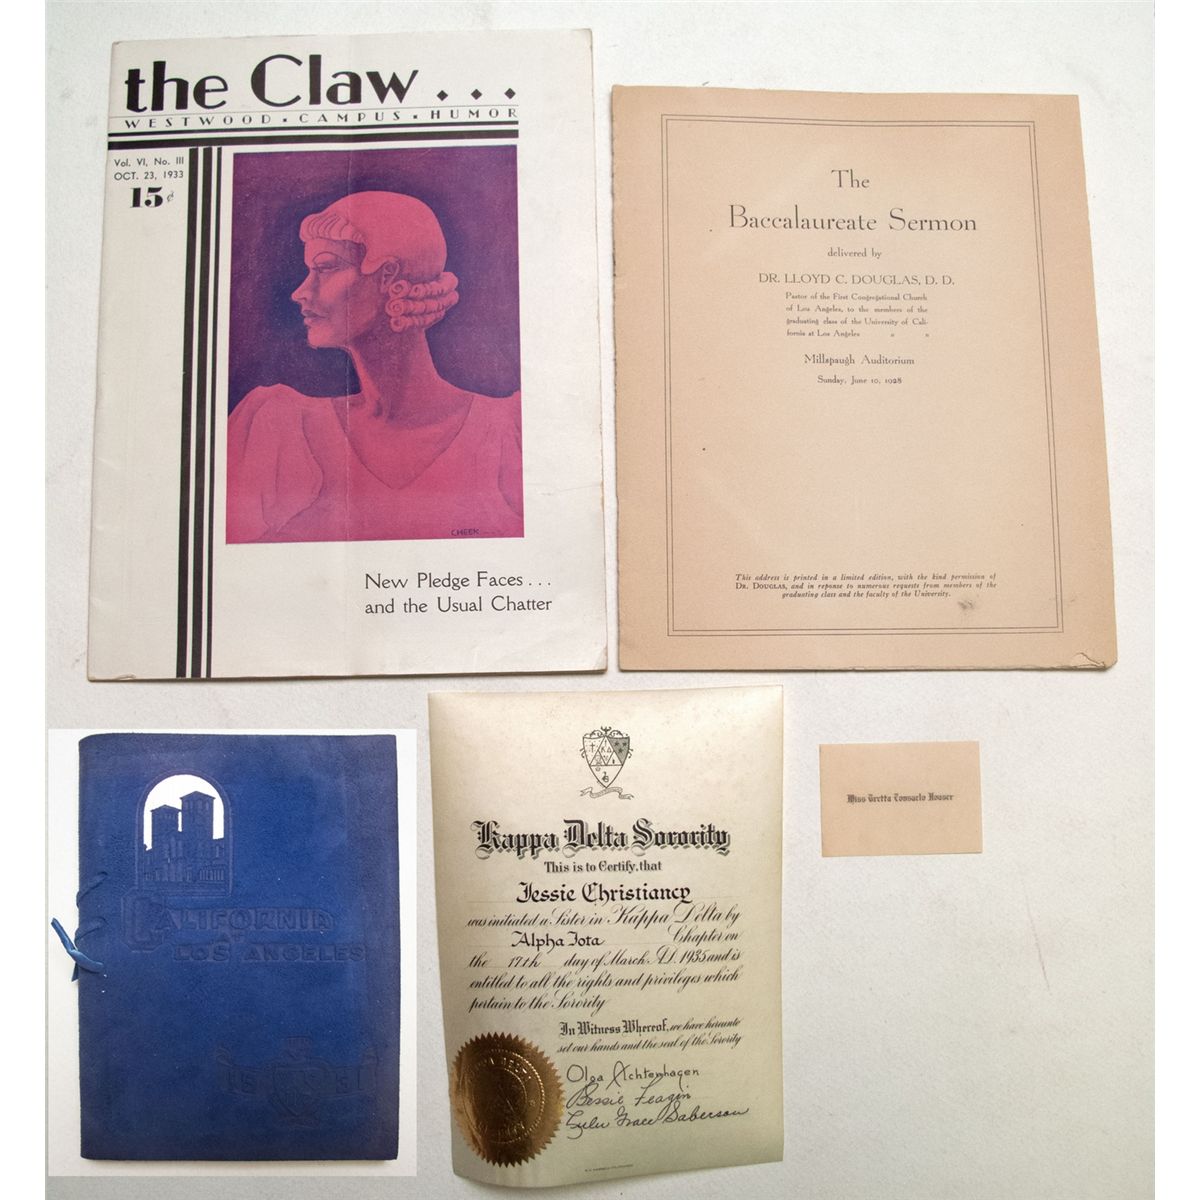 the Claw...
WESTWOOD • CAMPUS • HUMOR
Vol. VI, No. III
OCT. 23, 1933
15¢
CHEEK
New Pledge Faces...
and the Usual Chatter
The
Baccalaureate Sermon
delivered by
DR. LLOYD C. DOUGLAS, D. D.
Pastor of the First Congregational Church
of Los Angeles, to the members of the
graduating class of the University of Cali-
fornia at Los Angeles " "
Millspaugh Auditorium
Sunday, June 10, 1928
This address is printed in a limited edition, with the kind permission of
DR. DOUGLAS, and in reponse to numerous requests from members of the
graduating class and the faculty of the University.
CALIFORNIA
AT
LOS ANGELES
Kappa Delta Sorority
This is to Certify, that
Jessie Christiancy
was initiated a Sister in Kappa Delta by
Alpha Iota Chapter on
the 17th day of March A.D. 1935 and is
entitled to all the rights and privileges which
pertain to the Sorority
In Witness Whereof, we have hereunto
set our hands and the seal of the Sorority
Olga Achtenhagen
Bessie Feagin
Lulu Grace Saberson
Miss Gretta Consuelo Houser